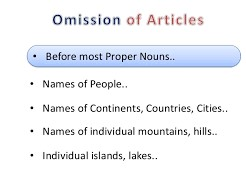 Omission of Articles
• Before most Proper Nouns..
• Names of People..
• Names of Continents, Countries, Cities..
• Names of individual mountains, hills..
• Individual islands, lakes..